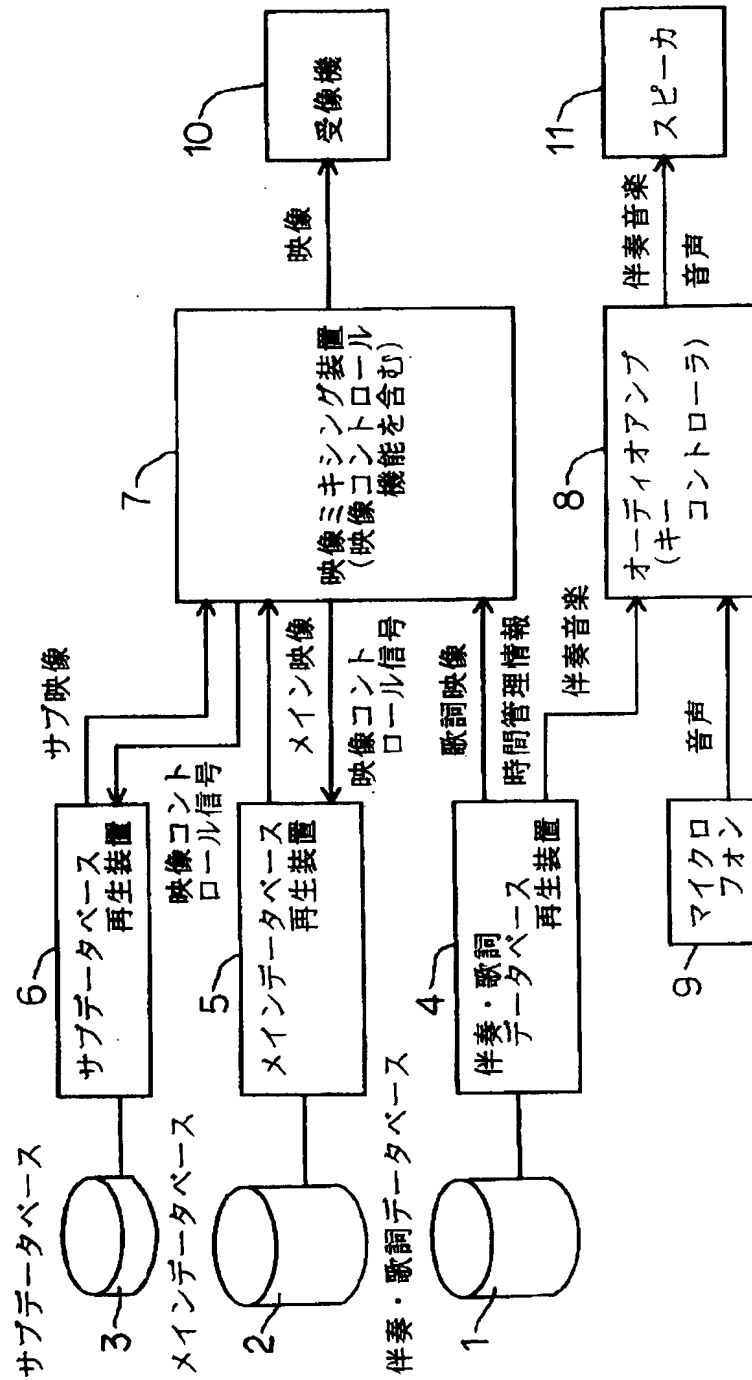 サブデータベース
3
6
サブデータベース
再生装置
サブ映像
映像コント
ロール信号
メインデータベース
2
5
メインデータベース
再生装置
メイン映像
映像コント
ロール信号
伴奏・歌詞データベース
1
4
伴奏・歌詞
データベース
再生装置
歌詞映像
時間管理情報
伴奏音楽
7
映像ミキシング装置
(映像コントロール
機能を含む)
映像
10
受像機
9
マイクロ
フォン
音声
8
オーディオアンプ
(キー
コントローラ)
伴奏音楽
音声
11
スピーカ